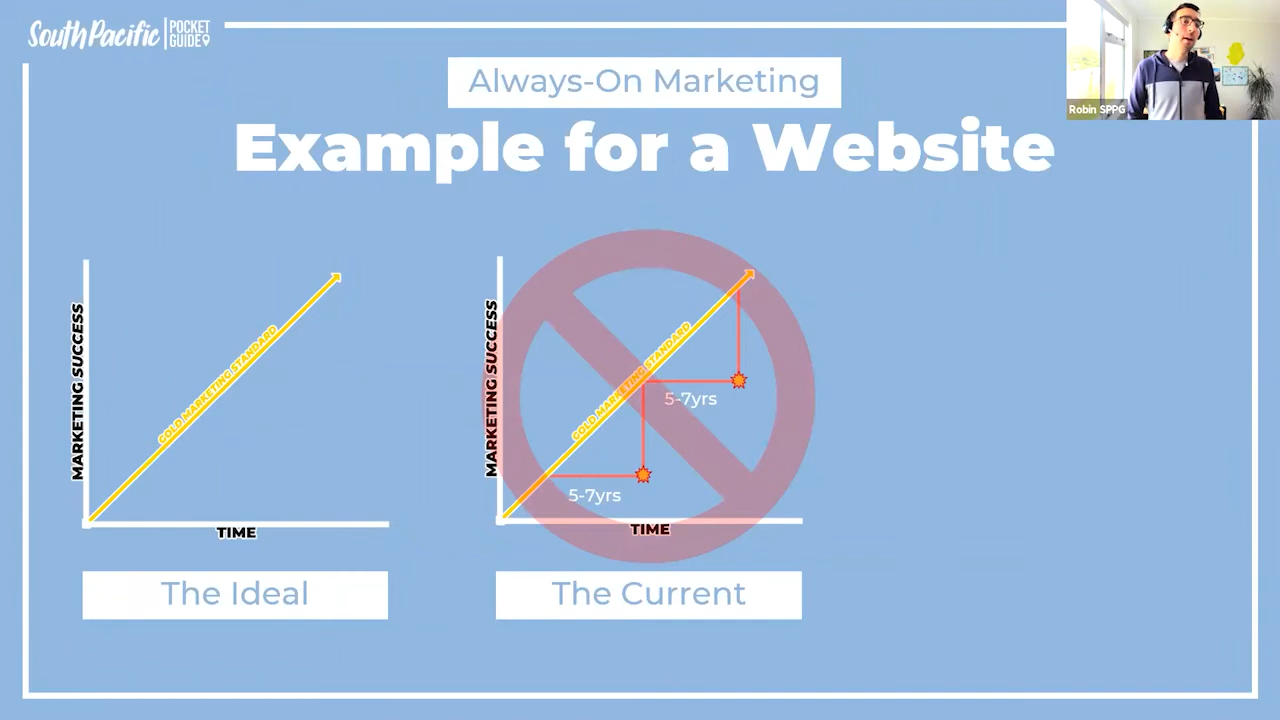 South Pacific
POCKET
GUIDE
Always-On Marketing
Example for a Website
Robin SPPG
MARKETING SUCCESS
GOLD MARKETING STANDARD
TIME
The Ideal
MARKETING SUCCESS
GOLD MARKETING STANDARD
5-7yrs
5-7yrs
TIME
The Current